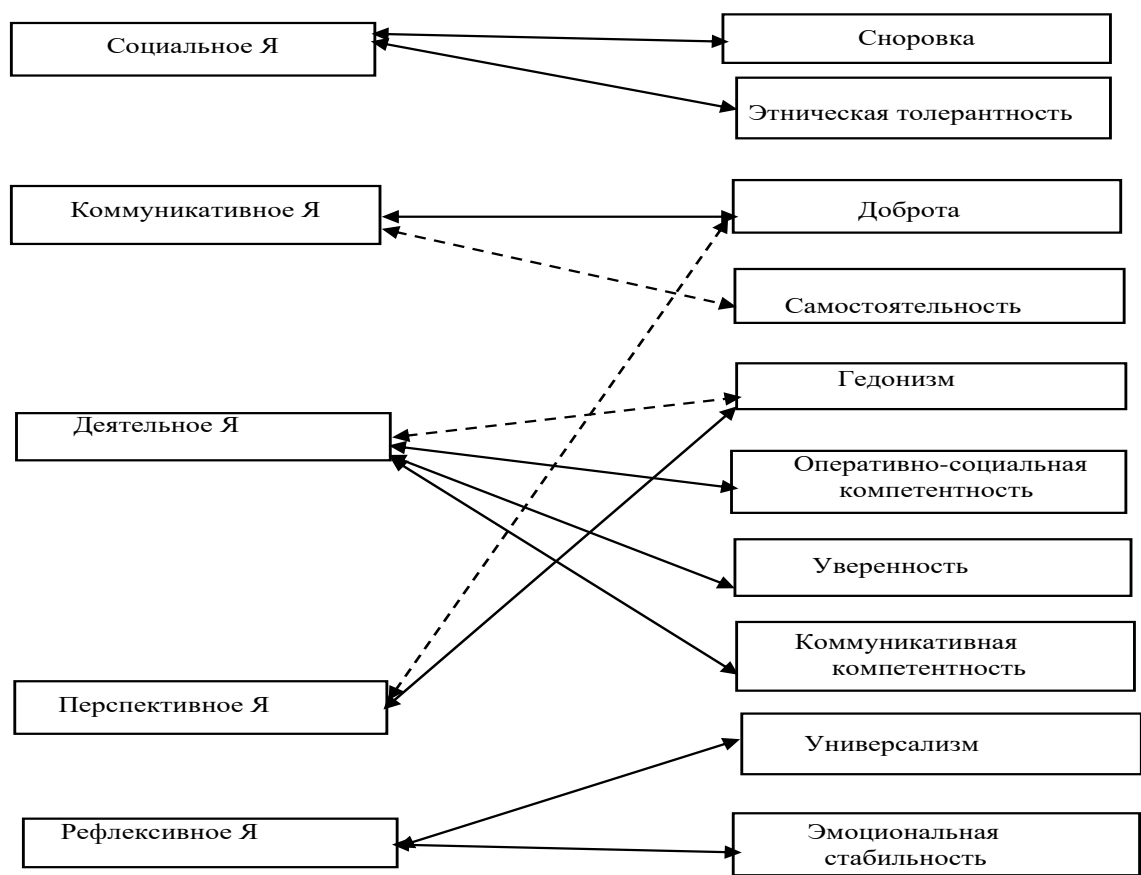 Социальное Я
Сноровка
Этническая толерантность
Коммуникативное Я
Доброта
Самостоятельность
Гедонизм
Деятельное Я
Оперативно-социальная
компетентность
Уверенность
Коммуникативная
компетентность
Перспективное Я
Универсализм
Рефлексивное Я
Эмоциональная
стабильность